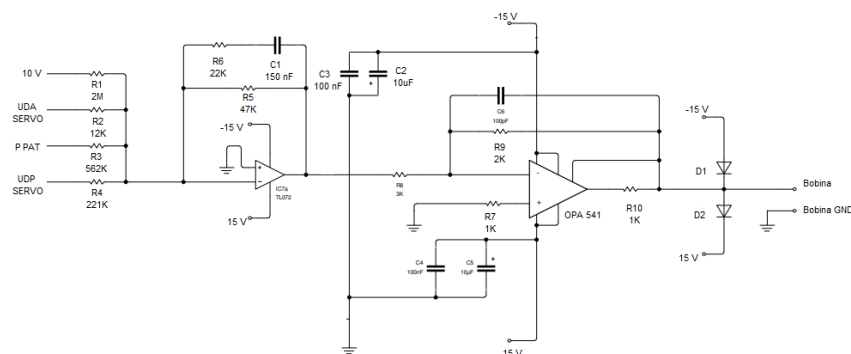 10 V
R1
2M
UDA
SERVO
R2
12K
P PAT
R3
562K
UDP
SERVO
R4
221K
R6
22K
C1
150 nF
R5
47K
-15 V
+
-
15 V
IC7a
TL072
C3
100 nF
C2
10uF
+
-15 V
C6
100pF
R9
2K
R8
3K
R7
1K
-
+
OPA 541
R10
1K
C4
100nF
C5
10µF
+
15 V
-15 V
D1
D2
15 V
Bobina
Bobina GND